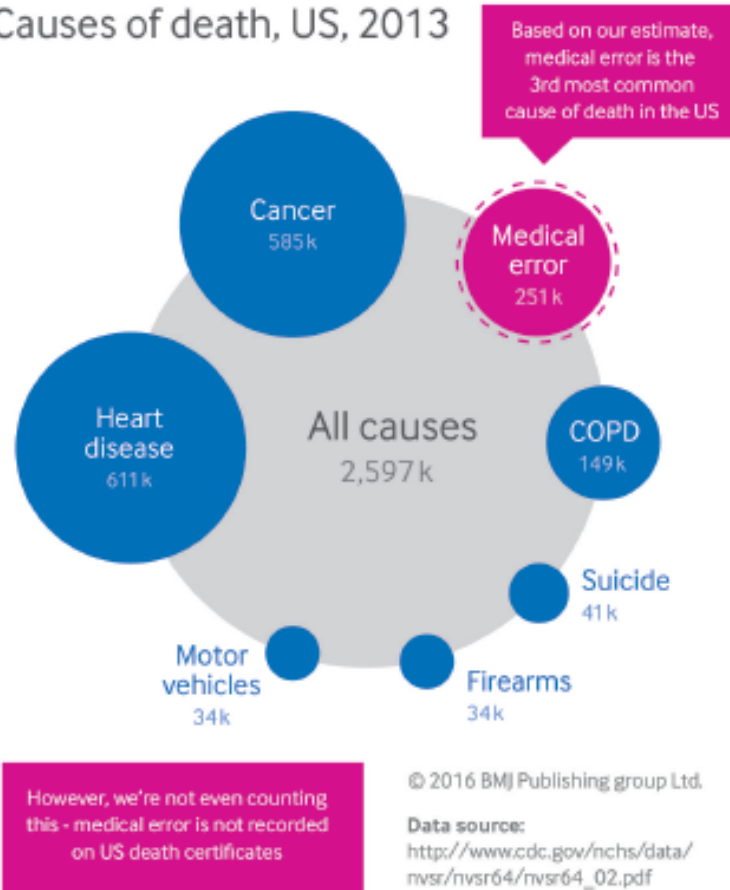 Causes of death, US, 2013
Based on our estimate,
medical error is the
3rd most common
cause of death in the US
Cancer
585k
Medical
error
251k
Heart
disease
611k
All causes
2,597k
COPD
149k
Suicide
41k
Motor
vehicles
34k
Firearms
34k
However, we're not even counting
this - medical error is not recorded
on US death certificates
© 2016 BMJ Publishing group Ltd.
Data source:
http://www.cdc.gov/nchs/data/
nvsr/nvsr64/nvsr64_02.pdf